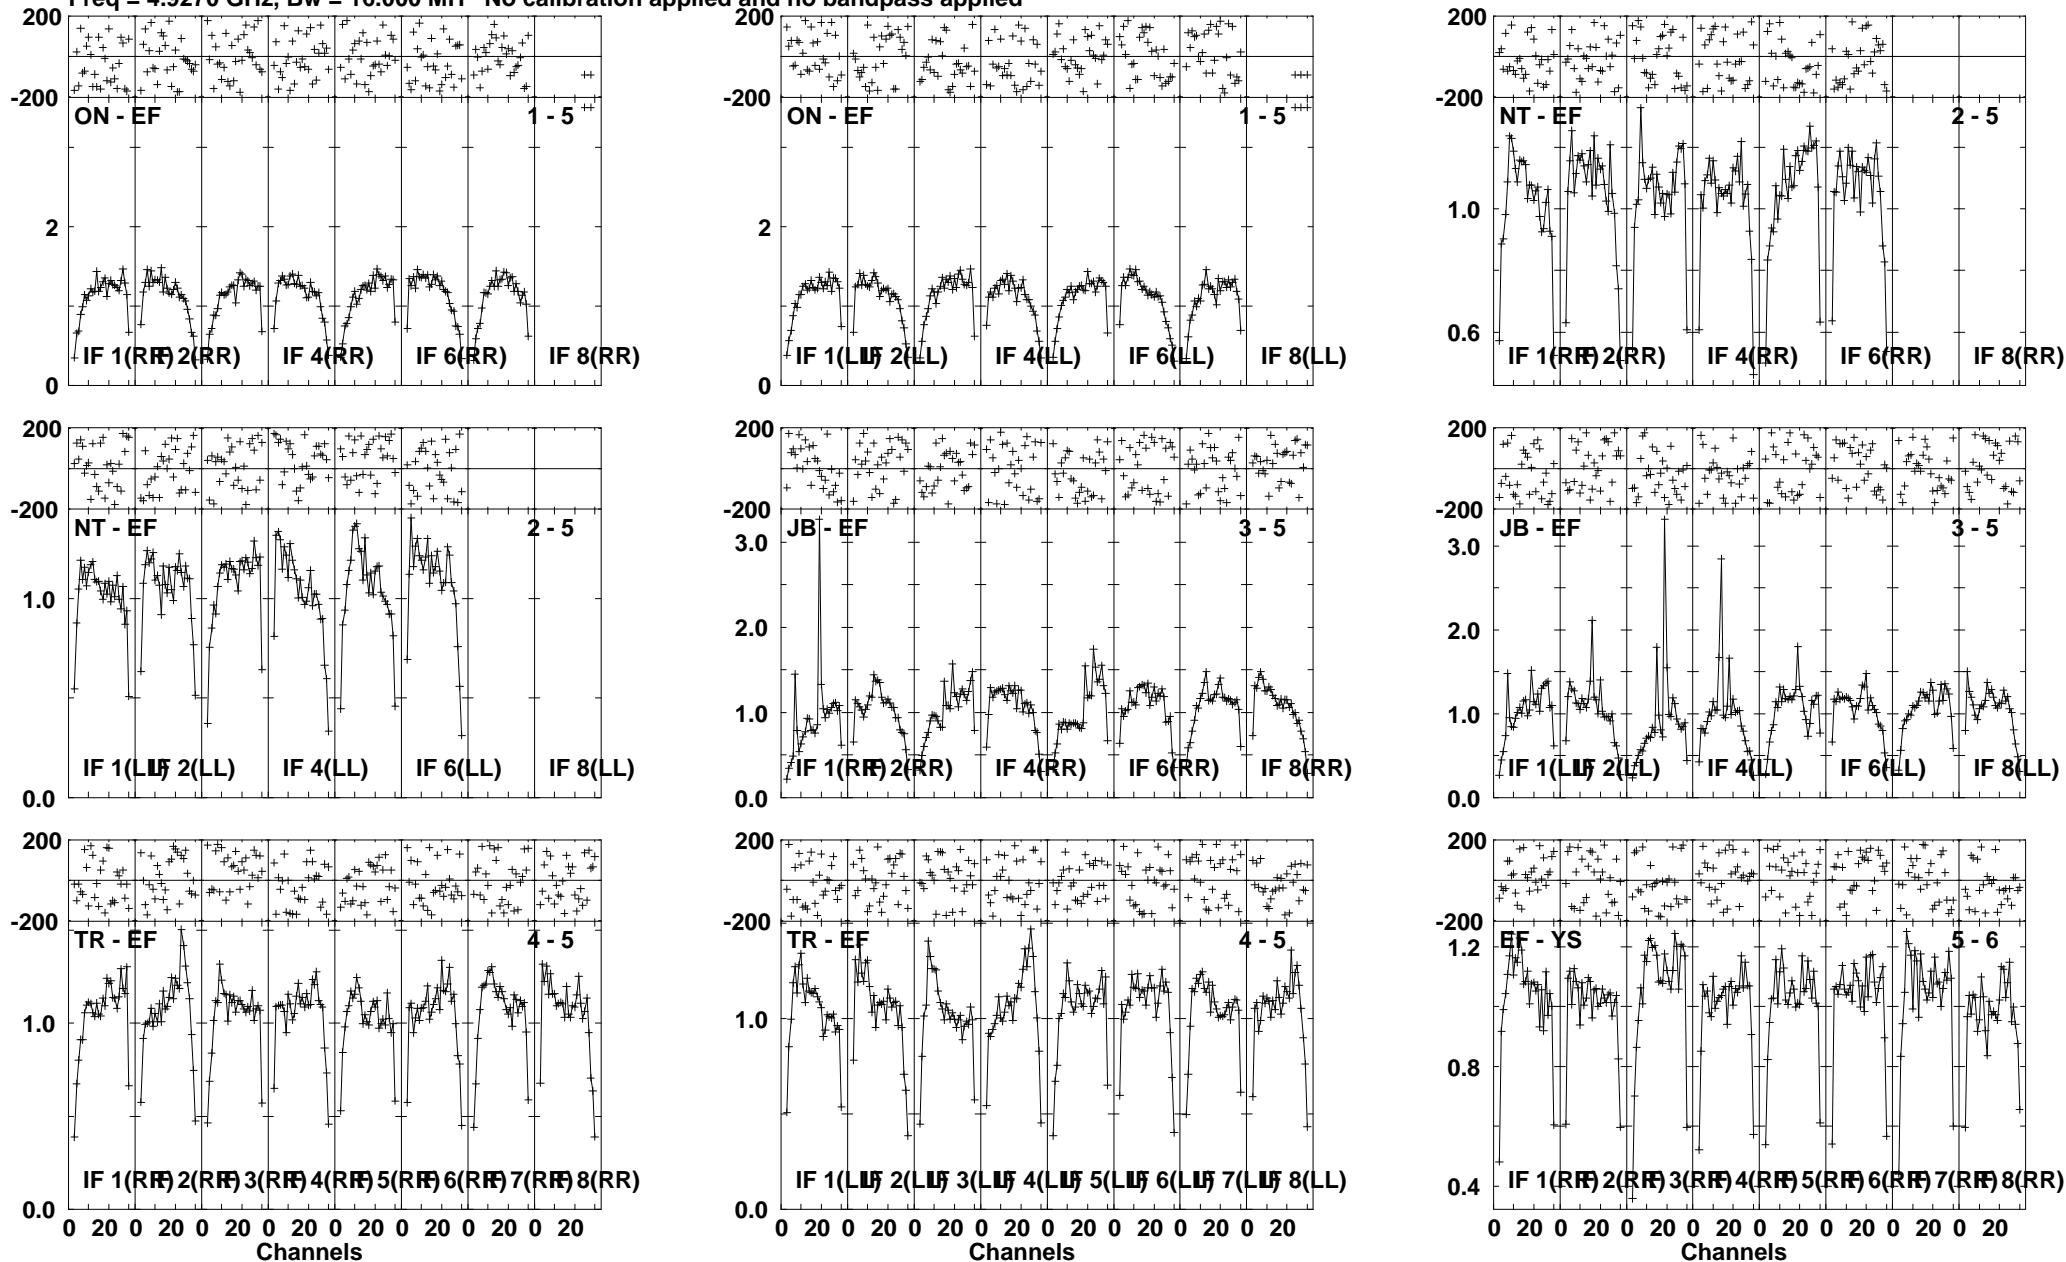 Freq = 4.9270 GHz, Bw = 16.000 MH No calibration applied and no bandpass applied
200
-200
ON - EF 1 - 5
2
0
IF 1(RR) IF 2(RR) IF 4(RR) IF 6(RR) IF 8(RR)
200
-200
ON - EF 1 - 5
2
0
IF 1(LL) IF 2(LL) IF 4(LL) IF 6(LL) IF 8(LL)
200
-200
NT - EF 2 - 5
1.0
0.6
IF 1(RR) IF 2(RR) IF 4(RR) IF 6(RR) IF 8(RR)
200
-200
NT - EF 2 - 5
1.0
0.0
IF 1(LL) IF 2(LL) IF 4(LL) IF 6(LL) IF 8(LL)
200
-200
JB - EF 3 - 5
3.0
2.0
1.0
0.0
IF 1(RR) IF 2(RR) IF 4(RR) IF 6(RR) IF 8(RR)
200
-200
JB - EF 3 - 5
3.0
2.0
1.0
0.0
IF 1(LL) IF 2(LL) IF 4(LL) IF 6(LL) IF 8(LL)
200
-200
TR - EF 4 - 5
1.0
0.0
IF 1(RR) IF 2(RR) IF 3(RR) IF 4(RR) IF 5(RR) IF 6(RR) IF 7(RR) IF 8(RR)
0 20 0 20 0 20 0 20 0 20 0 20 0 20 0 20
Channels
200
-200
TR - EF 4 - 5
1.0
0.0
IF 1(LL) IF 2(LL) IF 3(LL) IF 4(LL) IF 5(LL) IF 6(LL) IF 7(LL) IF 8(LL)
0 20 0 20 0 20 0 20 0 20 0 20 0 20 0 20
Channels
200
-200
EF - YS 5 - 6
1.2
0.8
0.4
IF 1(RR) IF 2(RR) IF 3(RR) IF 4(RR) IF 5(RR) IF 6(RR) IF 7(RR) IF 8(RR)
0 20 0 20 0 20 0 20 0 20 0 20 0 20 0 20
Channels